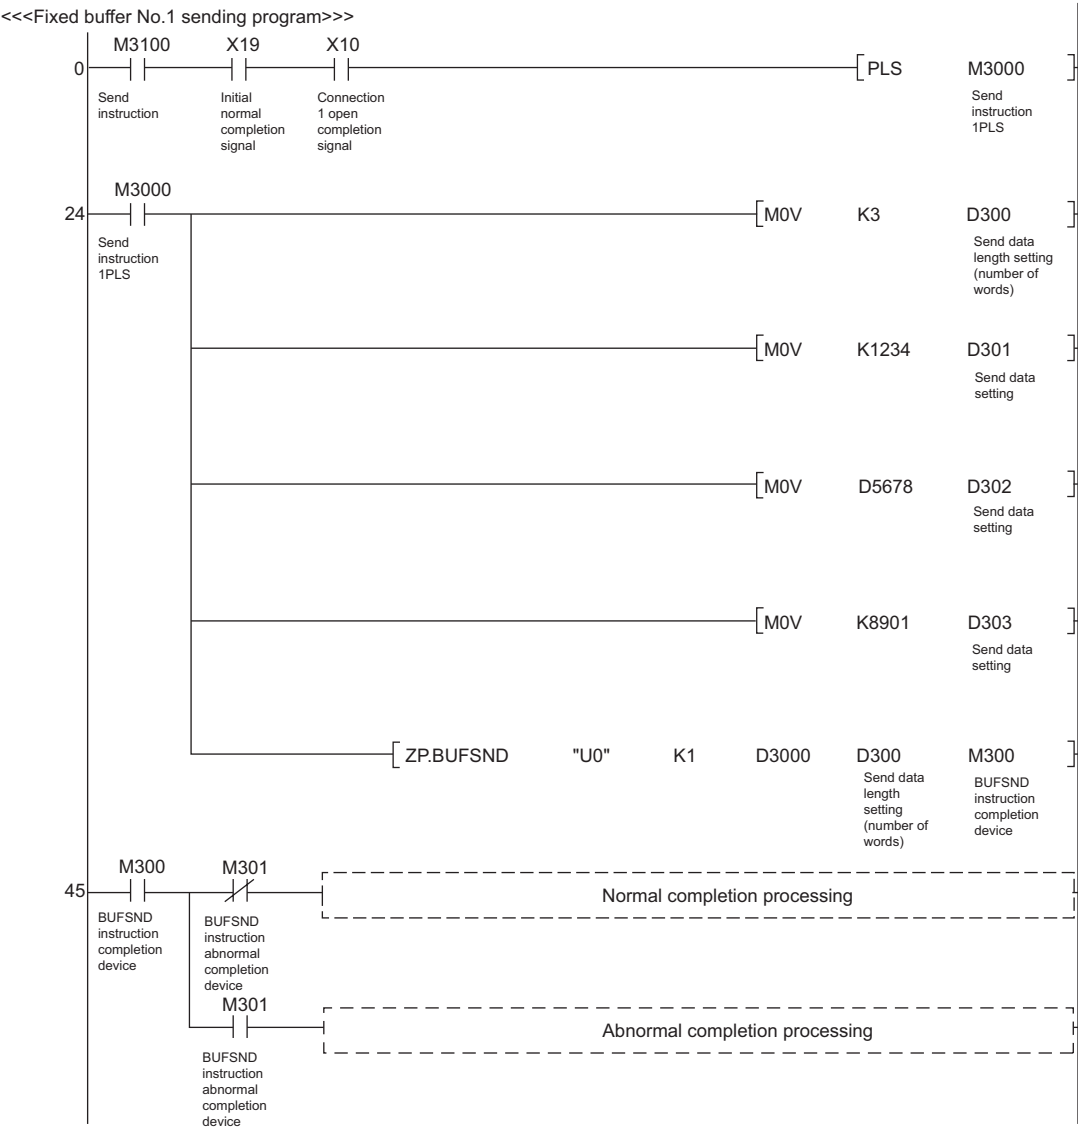 <<<Fixed buffer No.1 sending program>>>
M3100 X19 X10
0 PLS M3000
Send instruction
Initial normal completion signal
Connection 1 open completion signal
Send instruction 1PLS
M3000
24 M0V K3 D300
Send instruction 1PLS
Send data length setting (number of words)
M0V K1234 D301
Send data setting
M0V D5678 D302
Send data setting
M0V K8901 D303
Send data setting
ZP.BUFSND "U0" K1 D3000 D300 M300
Send data length setting (number of words)
BUFSND instruction completion device
M300 M301
45 Normal completion processing
BUFSND instruction completion device
BUFSND instruction abnormal completion device
M301
Abnormal completion processing
BUFSND instruction abnormal completion device